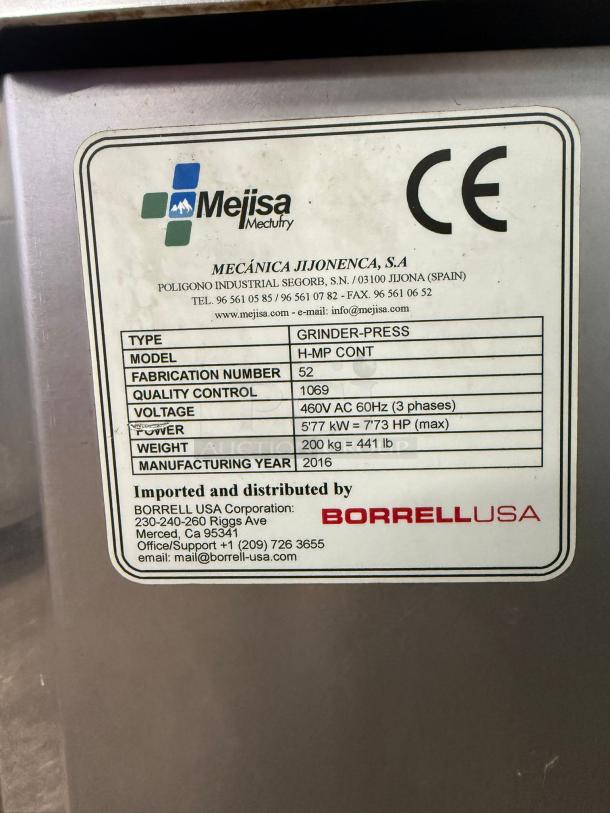 Mejisa
Mectufry
CE
MECÁNICA JIJONENCA, S.A
POLIGONO INDUSTRIAL SEGORB, S.N. / 03100 JIJONA (SPAIN)
TEL. 96 561 05 85 / 96 561 07 82 - FAX. 96 561 06 52
www.mejisa.com - e-mail: info@mejisa.com
TYPE GRINDER-PRESS
MODEL H-MP CONT
FABRICATION NUMBER 52
QUALITY CONTROL 1069
VOLTAGE 460V AC 60Hz (3 phases)
POWER 5'77 kW = 7'73 HP (max)
WEIGHT 200 kg = 441 lb
MANUFACTURING YEAR 2016
Imported and distributed by
BORRELL USA Corporation:
230-240-260 Riggs Ave
Merced, Ca 95341
Office/Support +1 (209) 726 3655
email: mail@borrell-usa.com
BORRELLUSA